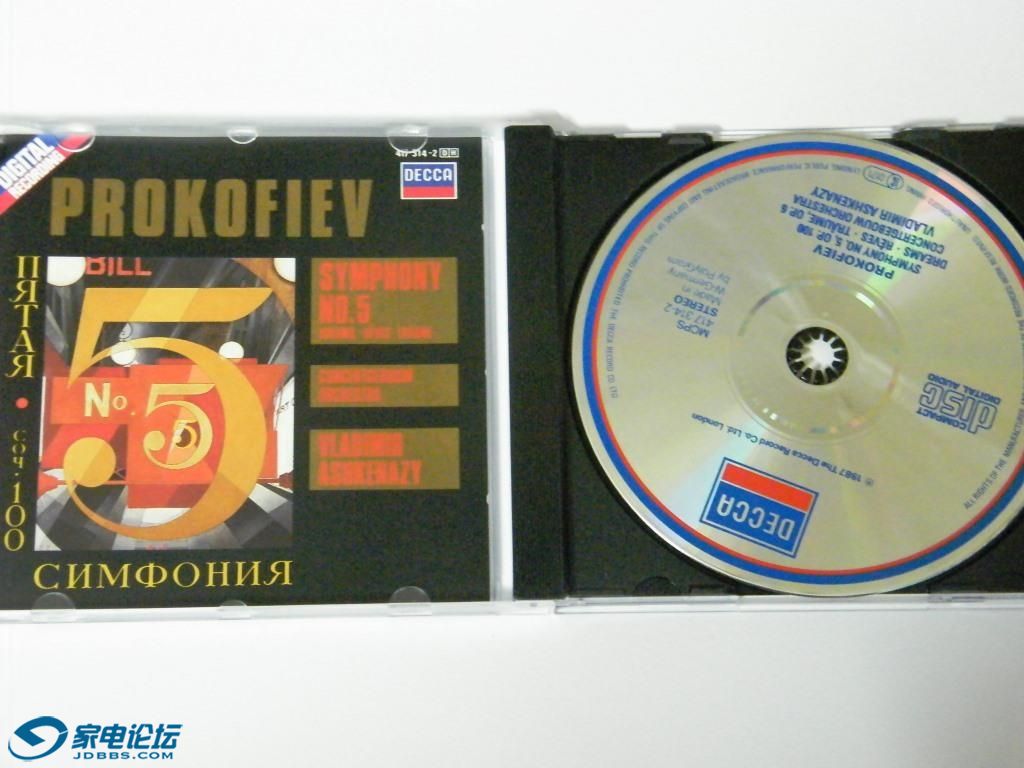 DIGITAL
RECORDING
417 314-2 DH
DECCA
PROKOFIEV
ПЯТАЯ • СОЧ. 100
BILL
No. 5
5
5
SYMPHONY
NO. 5
VLADIMIR
ASHKENAZY
СИМФОНИЯ
DECCA
℗ 1987 The Decca Record Co. Ltd. London
COMPACT
disc
DIGITAL AUDIO
MCPS
417 314-2
STEREO
Made in
W.Germany
by PolyGram
PROKOFIEV
SYMPHONY NO. 5, OP. 100
DREAMS · RÊVES · TRÄUME, OP. 6
CONCERTGEBOUW ORCHESTRA
VLADIMIR ASHKENAZY
ALL RIGHTS OF THE MANUFACTURER
家电论坛
JDBBS.COM